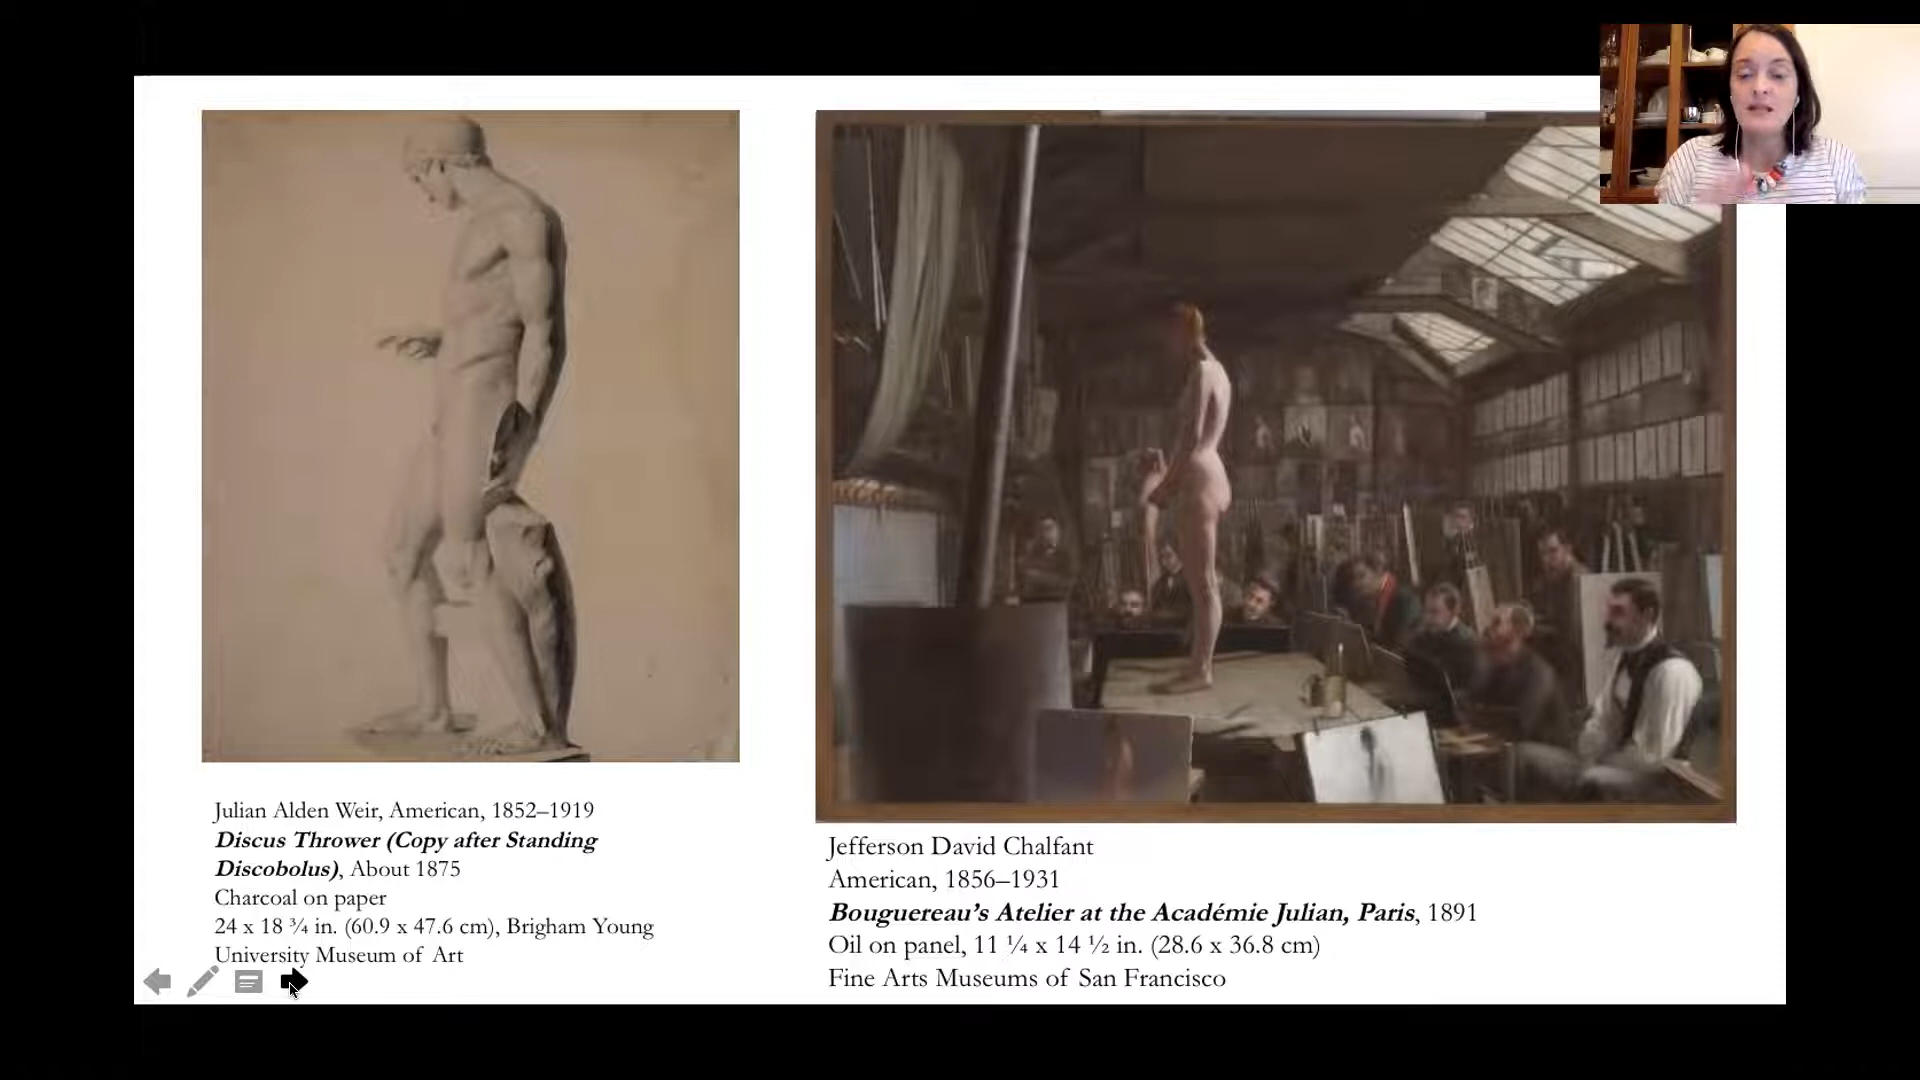 Julian Alden Weir, American, 1852–1919
Discus Thrower (Copy after Standing
Discobolus), About 1875
Charcoal on paper
24 x 18 ¾ in. (60.9 x 47.6 cm), Brigham Young
University Museum of Art
Jefferson David Chalfant
American, 1856–1931
Bouguereau’s Atelier at the Académie Julian, Paris, 1891
Oil on panel, 11 ¼ x 14 ½ in. (28.6 x 36.8 cm)
Fine Arts Museums of San Francisco